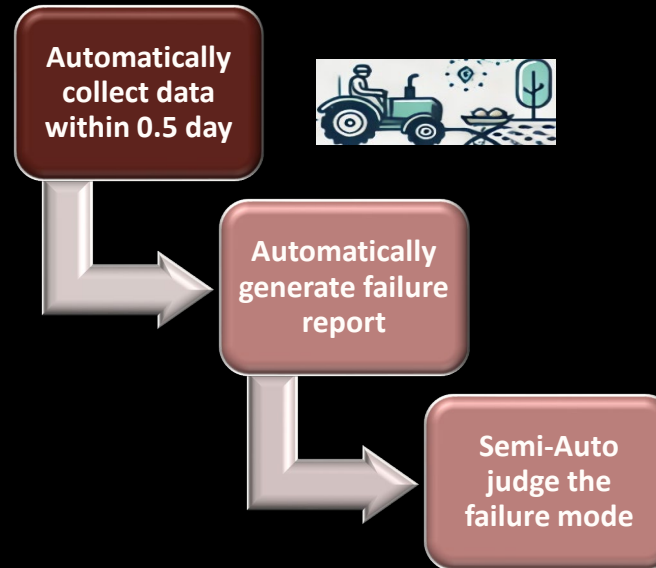 Automatically
collect data
within 0.5 day
Automatically
generate failure
report
Semi-Auto
judge the
failure mode